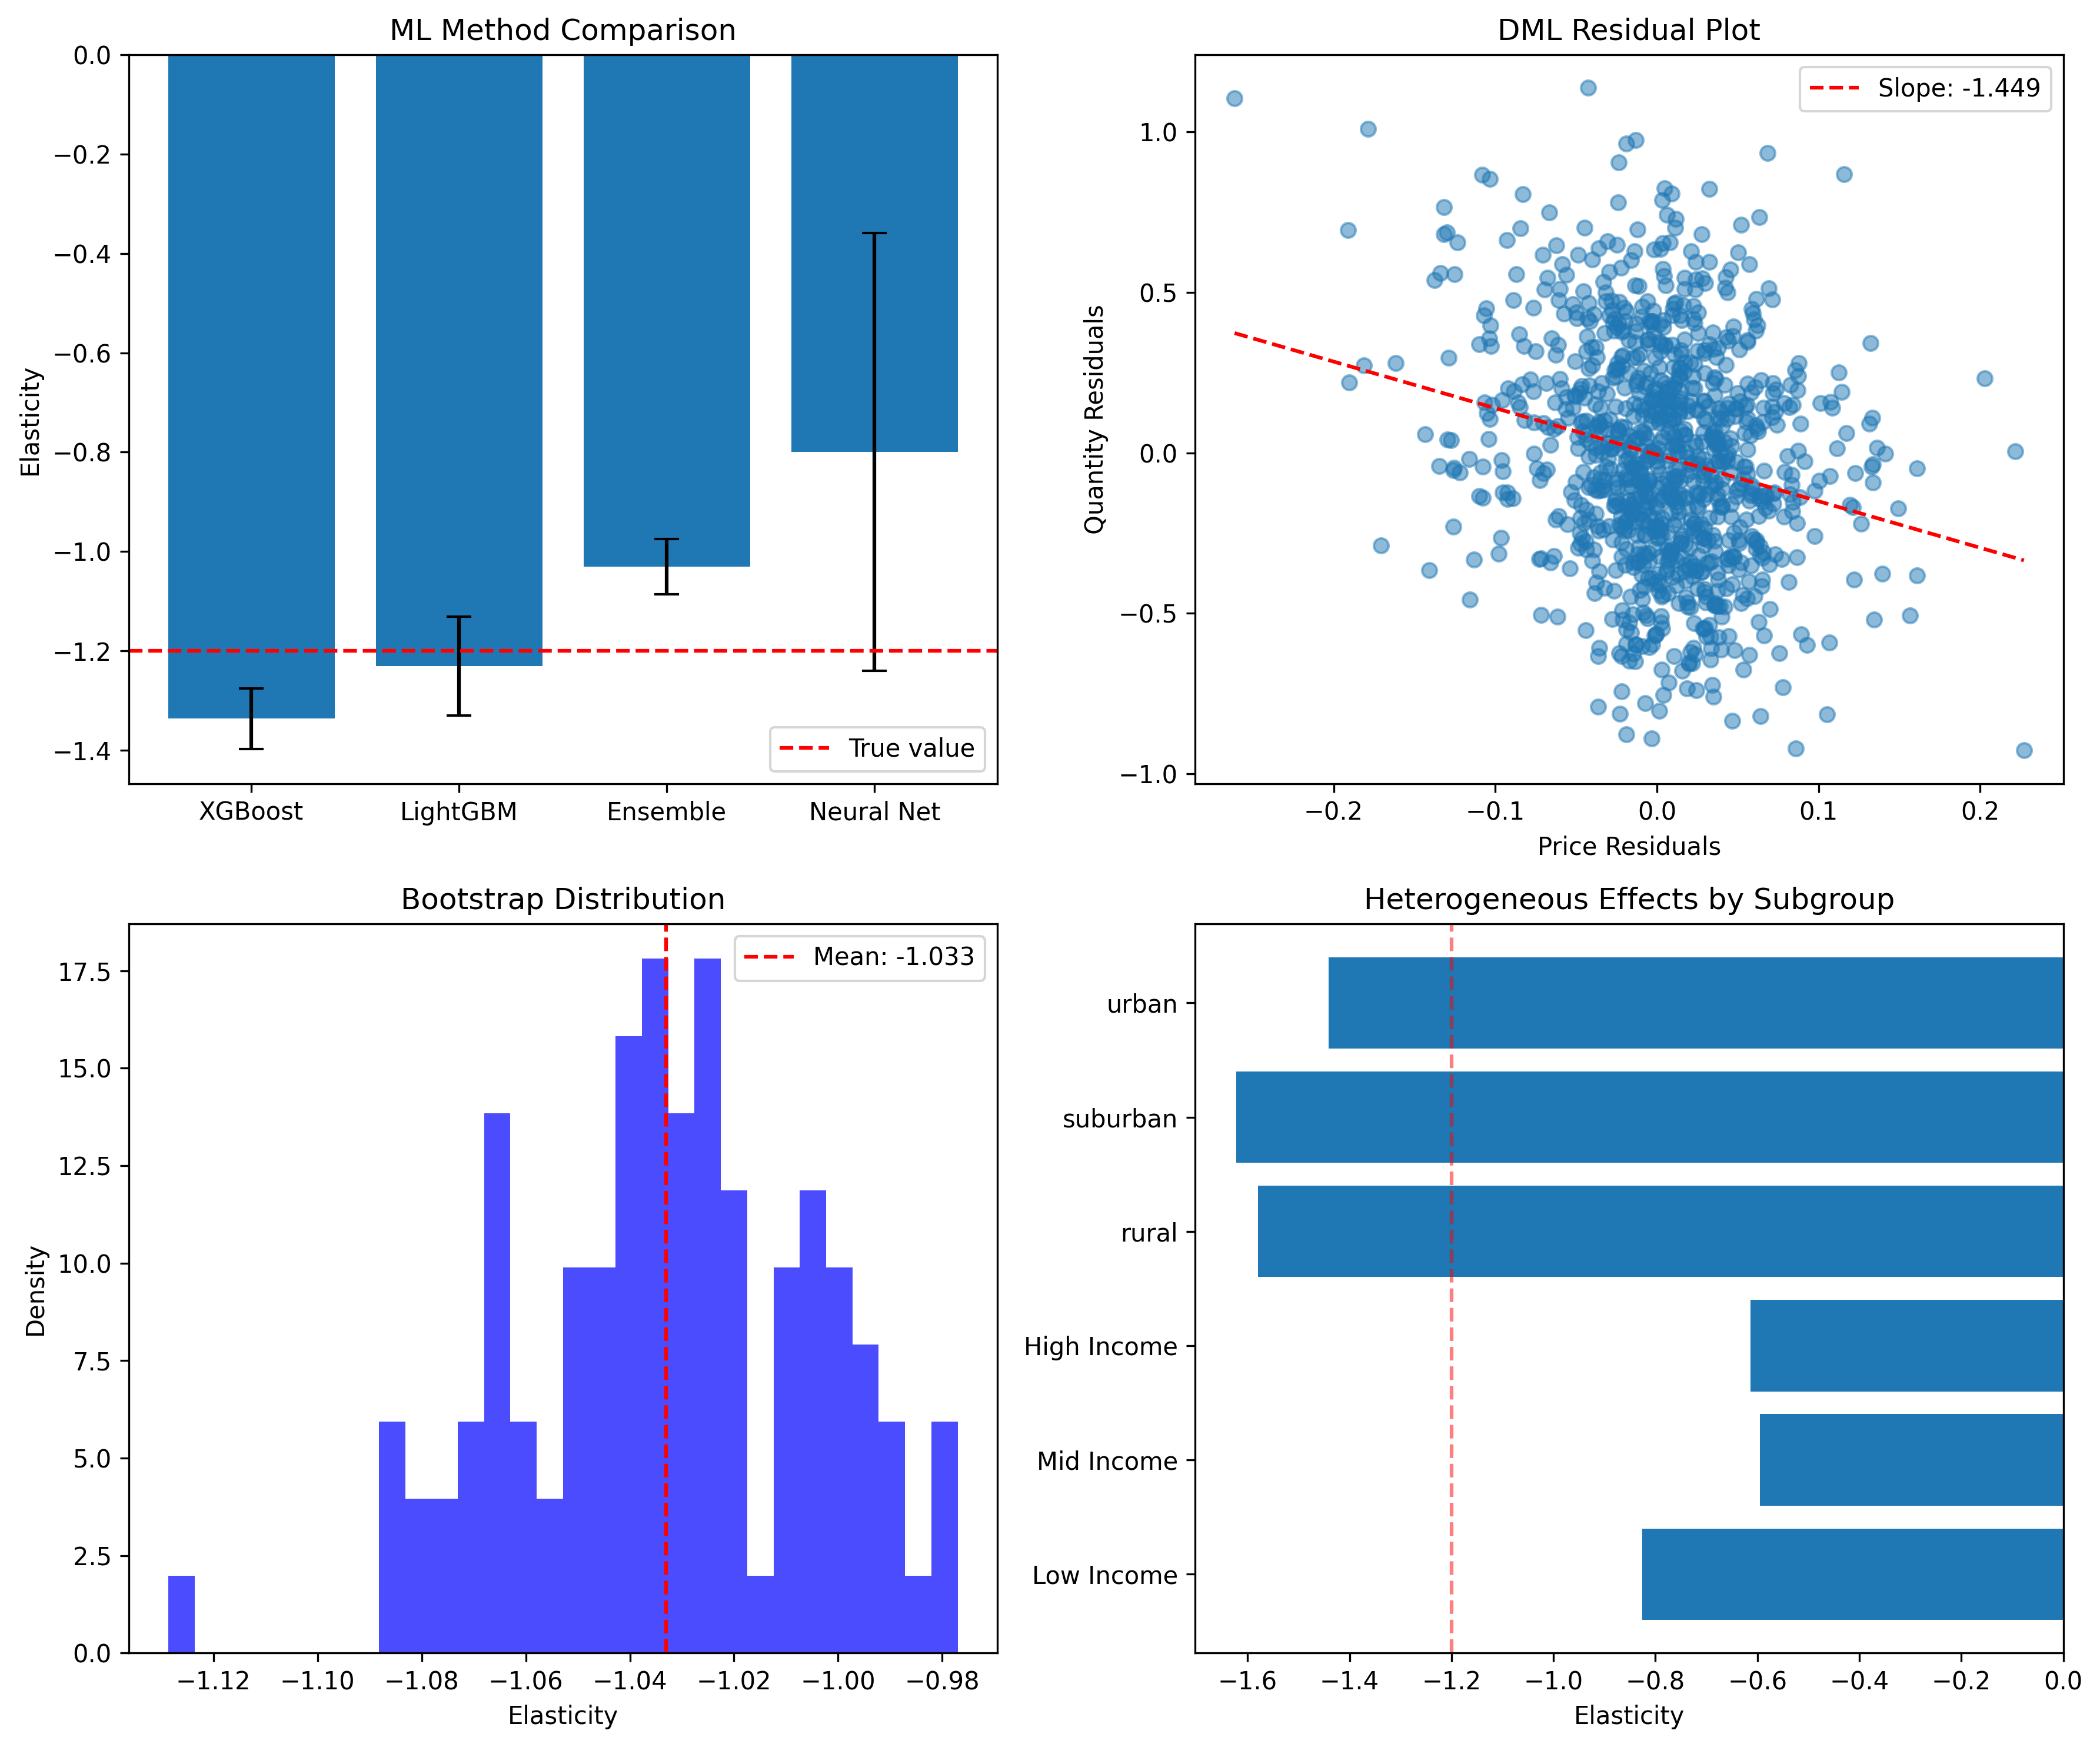 ML Method Comparison
0.0
−0.2
−0.4
−0.6
−0.8
−1.0
−1.2
−1.4
Elasticity
True value
XGBoost
LightGBM
Ensemble
Neural Net
DML Residual Plot
Slope: -1.449
1.0
0.5
0.0
−0.5
−1.0
Quantity Residuals
−0.2
−0.1
0.0
0.1
0.2
Price Residuals
Bootstrap Distribution
Mean: -1.033
17.5
15.0
12.5
10.0
7.5
5.0
2.5
0.0
Density
−1.12
−1.10
−1.08
−1.06
−1.04
−1.02
−1.00
−0.98
Elasticity
Heterogeneous Effects by Subgroup
urban
suburban
rural
High Income
Mid Income
Low Income
−1.6
−1.4
−1.2
−1.0
−0.8
−0.6
−0.4
−0.2
0.0
Elasticity